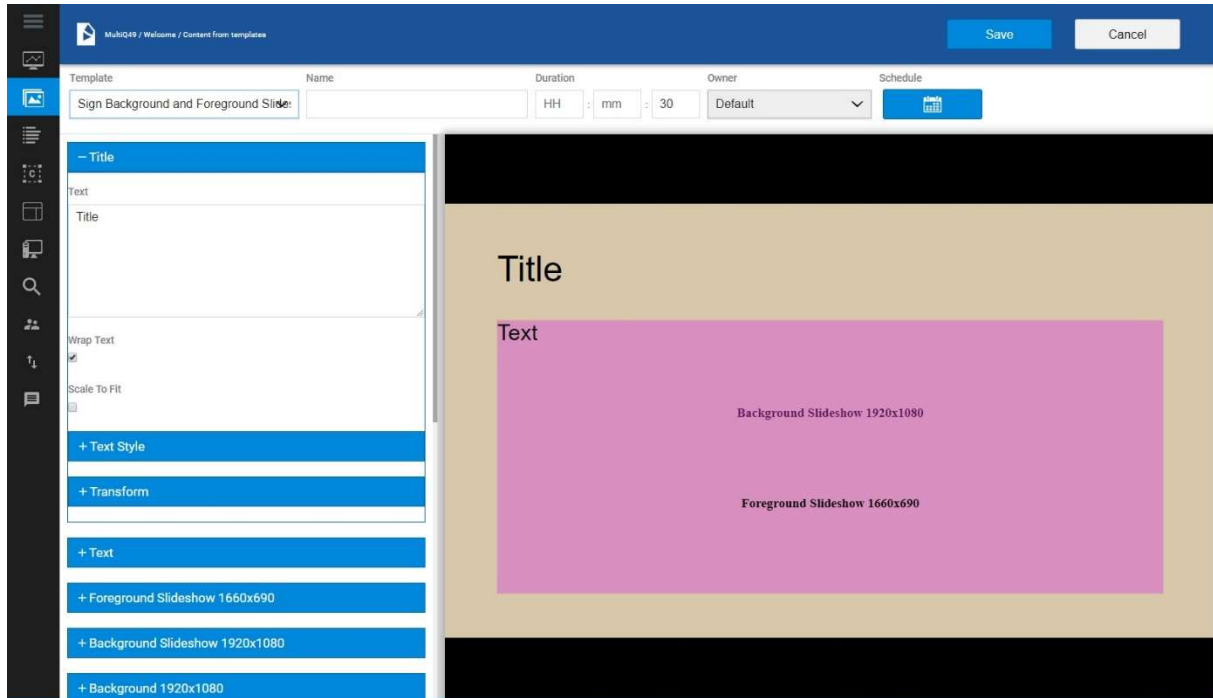 MultiQ49 / Welcome / Content from templates
Save
Cancel
Template
Name
Duration
Owner
Schedule
Sign Background and Foreground Slides
HH : mm : 30
Default
− Title
Text
Title
Wrap Text
Scale To Fit
+ Text Style
+ Transform
+ Text
+ Foreground Slideshow 1660x690
+ Background Slideshow 1920x1080
+ Background 1920x1080
Title
Text
Background Slideshow 1920x1080
Foreground Slideshow 1660x690